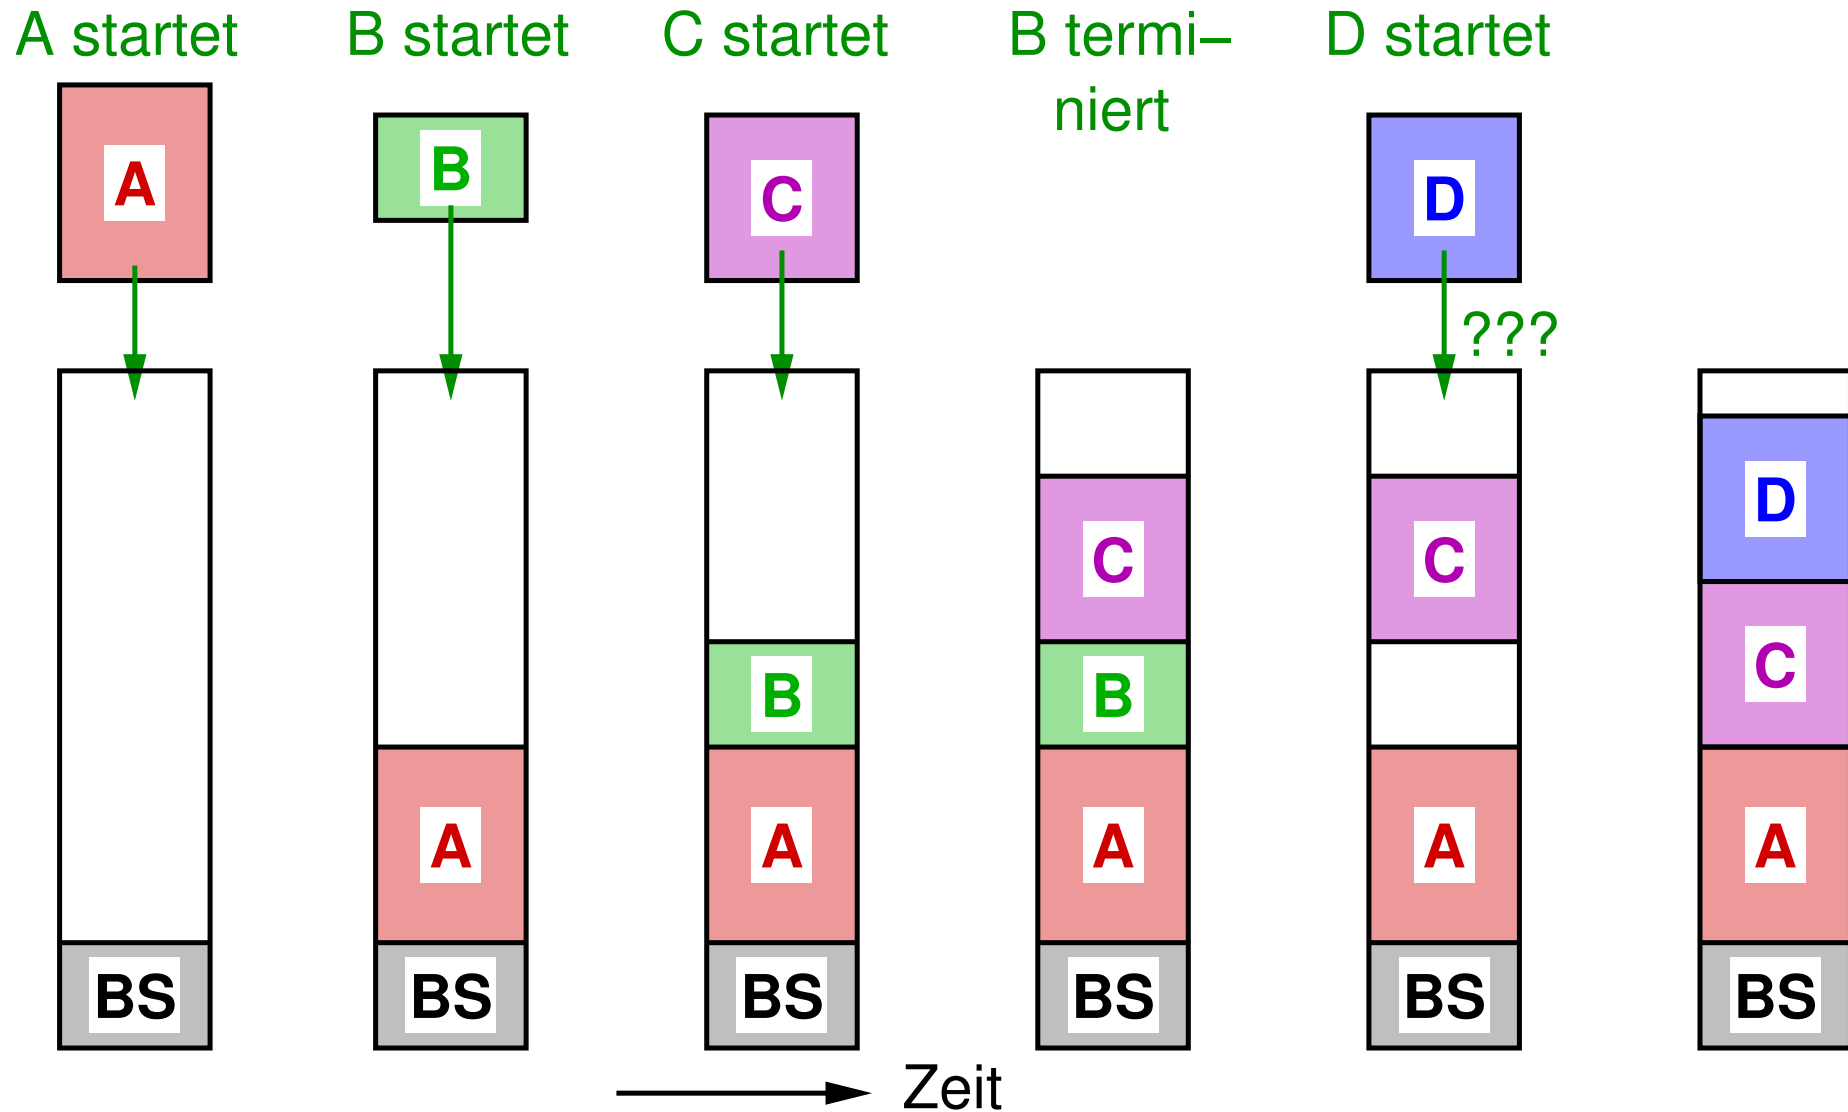 A startet
B startet
C startet
B termi–
niert
D startet
A
B
C
D
???
C
C
D
B
B
C
A
A
A
A
A
BS
BS
BS
BS
BS
BS
Zeit